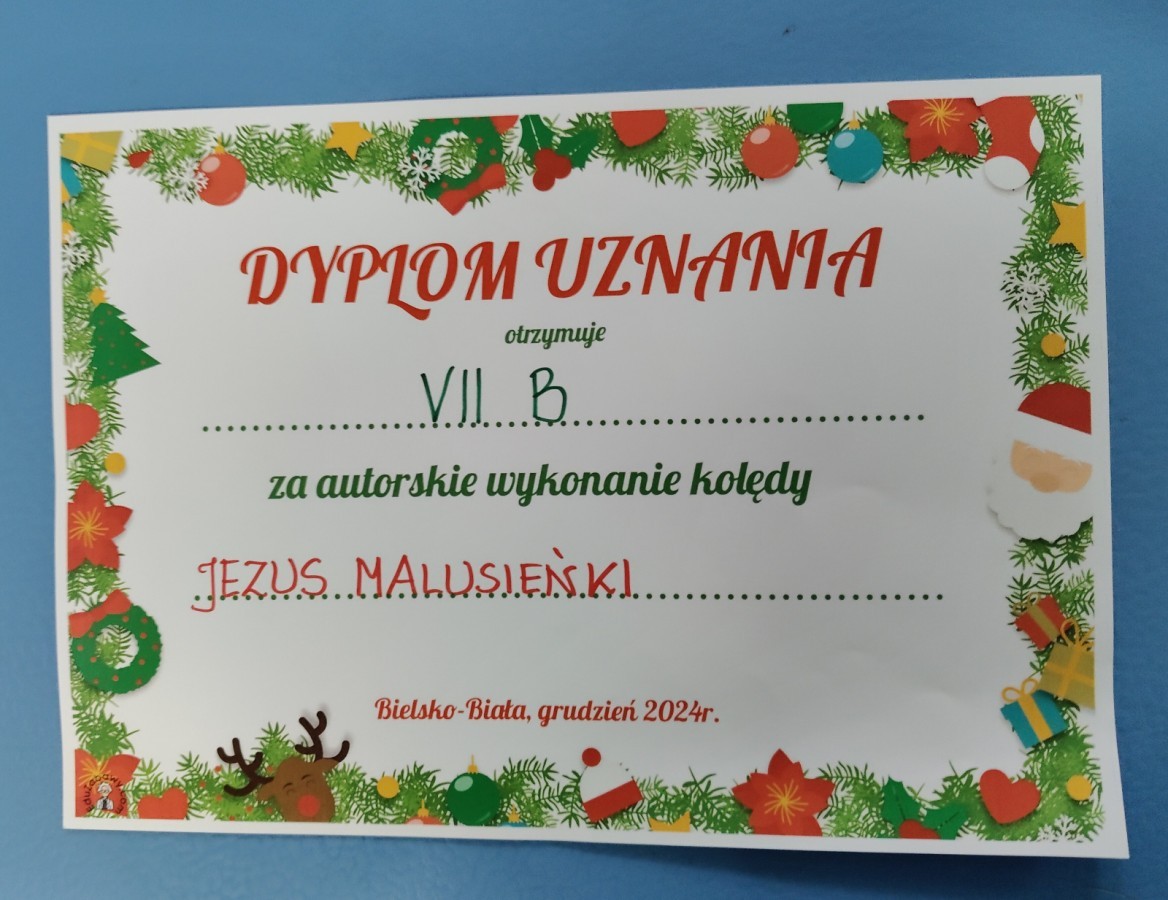 DYPLOM UZNANIA
otrzymuje
VII B
za autorskie wykonanie kolędy
JEZUS MALUSIEŃKI
Bielsko-Biała, grudzień 2024r.